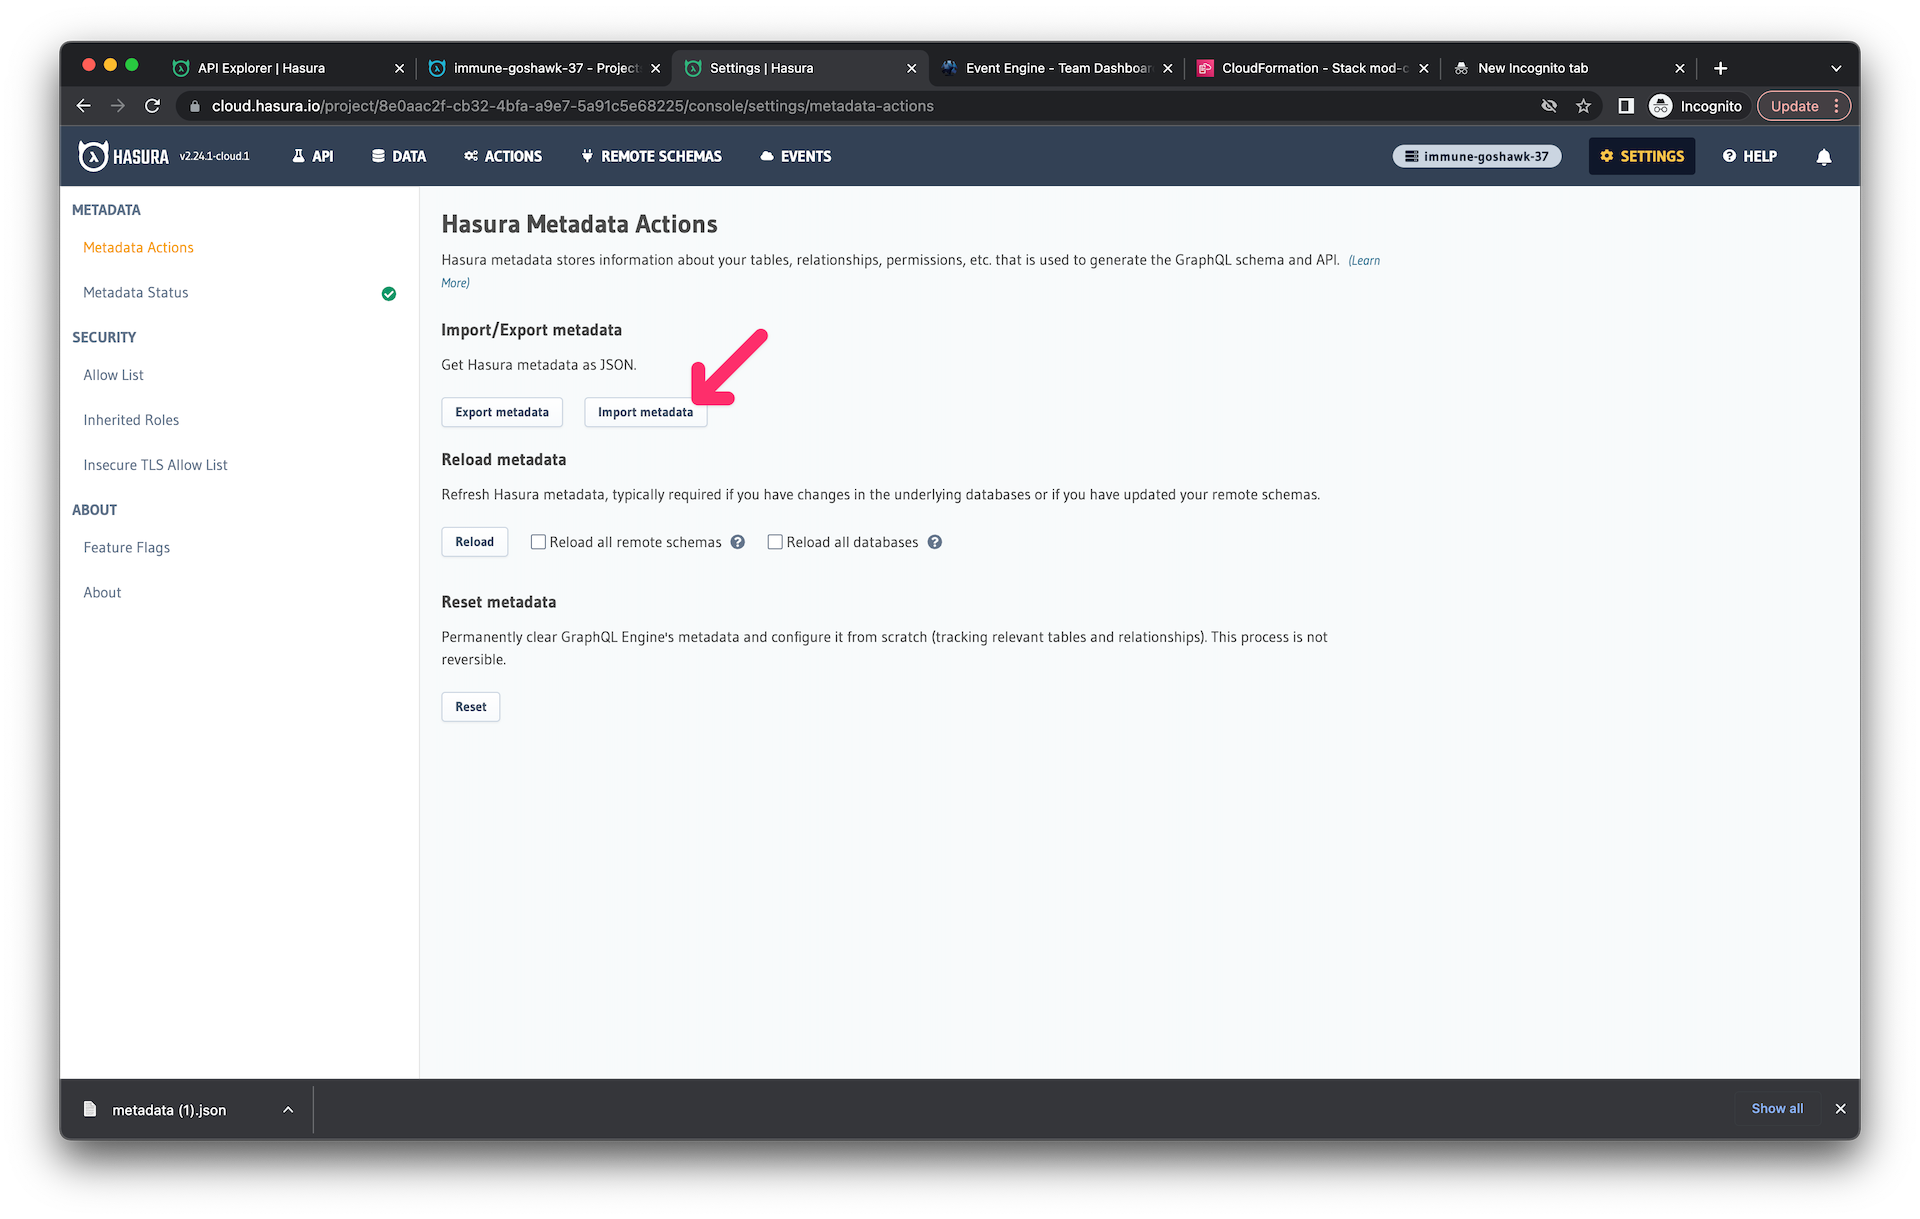 API Explorer | Hasura
immune-goshawk-37 - Project
Settings | Hasura
Event Engine - Team Dashboar
CloudFormation - Stack mod-c
New Incognito tab
cloud.hasura.io/project/8e0aac2f-cb32-4bfa-a9e7-5a91c5e68225/console/settings/metadata-actions
Incognito
Update
HASURA
v2.24.1-cloud.1
API
DATA
ACTIONS
REMOTE SCHEMAS
EVENTS
immune-goshawk-37
SETTINGS
HELP
METADATA
Metadata Actions
Metadata Status
SECURITY
Allow List
Inherited Roles
Insecure TLS Allow List
ABOUT
Feature Flags
About
Hasura Metadata Actions
Hasura metadata stores information about your tables, relationships, permissions, etc. that is used to generate the GraphQL schema and API. (Learn
More)
Import/Export metadata
Get Hasura metadata as JSON.
Export metadata
Import metadata
Reload metadata
Refresh Hasura metadata, typically required if you have changes in the underlying databases or if you have updated your remote schemas.
Reload
Reload all remote schemas
Reload all databases
Reset metadata
Permanently clear GraphQL Engine's metadata and configure it from scratch (tracking relevant tables and relationships). This process is not
reversible.
Reset
metadata (1).json
Show all